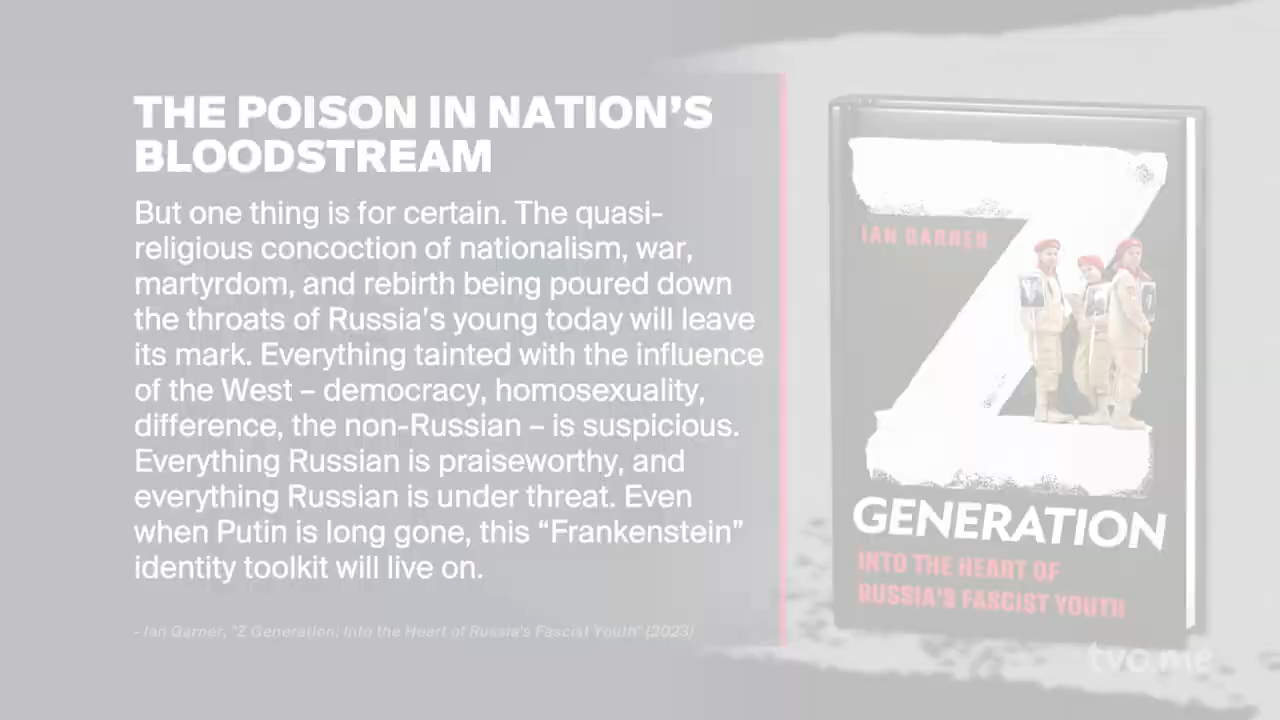 THE POISON IN NATION'S
BLOODSTREAM
But one thing is for certain. The quasi-
religious concoction of nationalism, war,
martyrdom, and rebirth being poured down
the throats of Russia's young today will leave
its mark. Everything tainted with the influence
of the West – democracy, homosexuality,
difference, the non-Russian – is suspicious.
Everything Russian is praiseworthy, and
everything Russian is under threat. Even
when Putin is long gone, this “Frankenstein”
identity toolkit will live on.
- Ian Garner, "Z Generation: Into the Heart of Russia's Fascist Youth" (2023)
Z
IAN GARNER
GENERATION
INTO THE HEART OF
RUSSIA'S FASCIST YOUTH
tvo.me